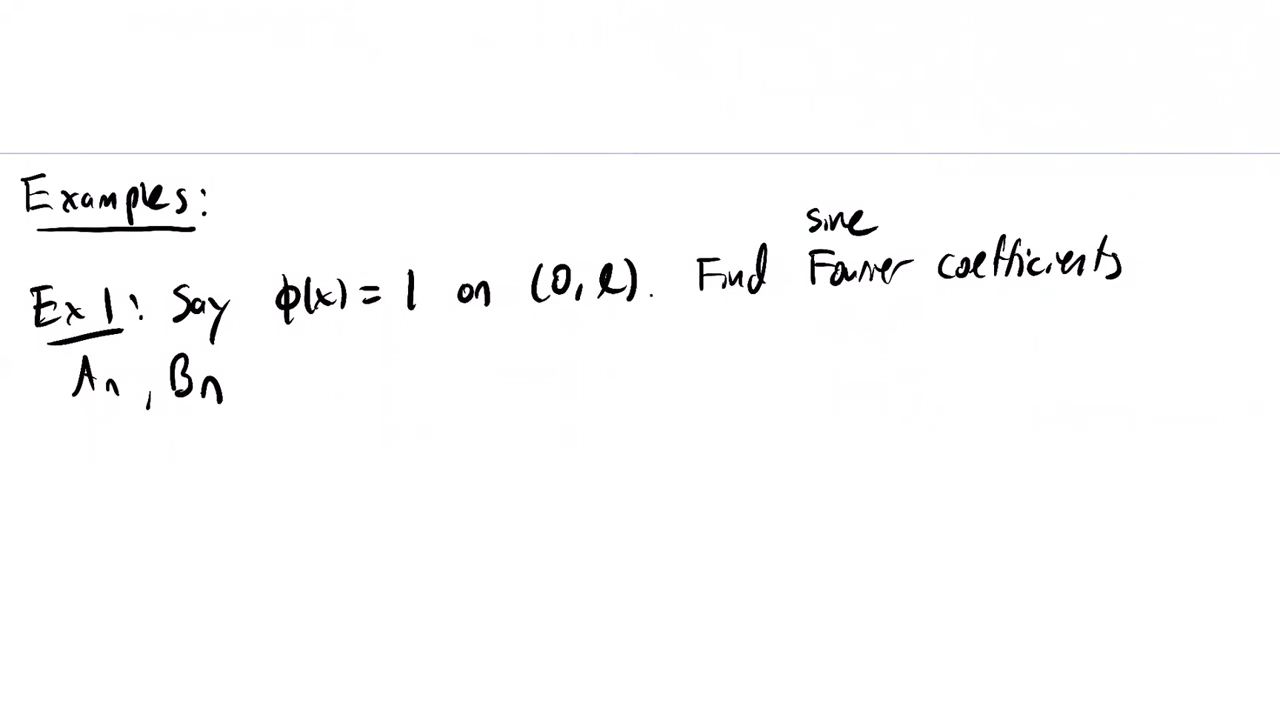 Examples:
sine
Ex 1: Say ϕ(x) = 1 on (0, l). Find Fourier coefficients
An, Bn